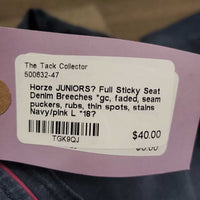 The Tack Collector
500632-47
Horze JUNIORS? Full Sticky Seat
Denim Breeches *gc, faded, seam
puckers, rubs, thin spots, stains
Navy/pink L "18?
$40.00
TGK9QJ